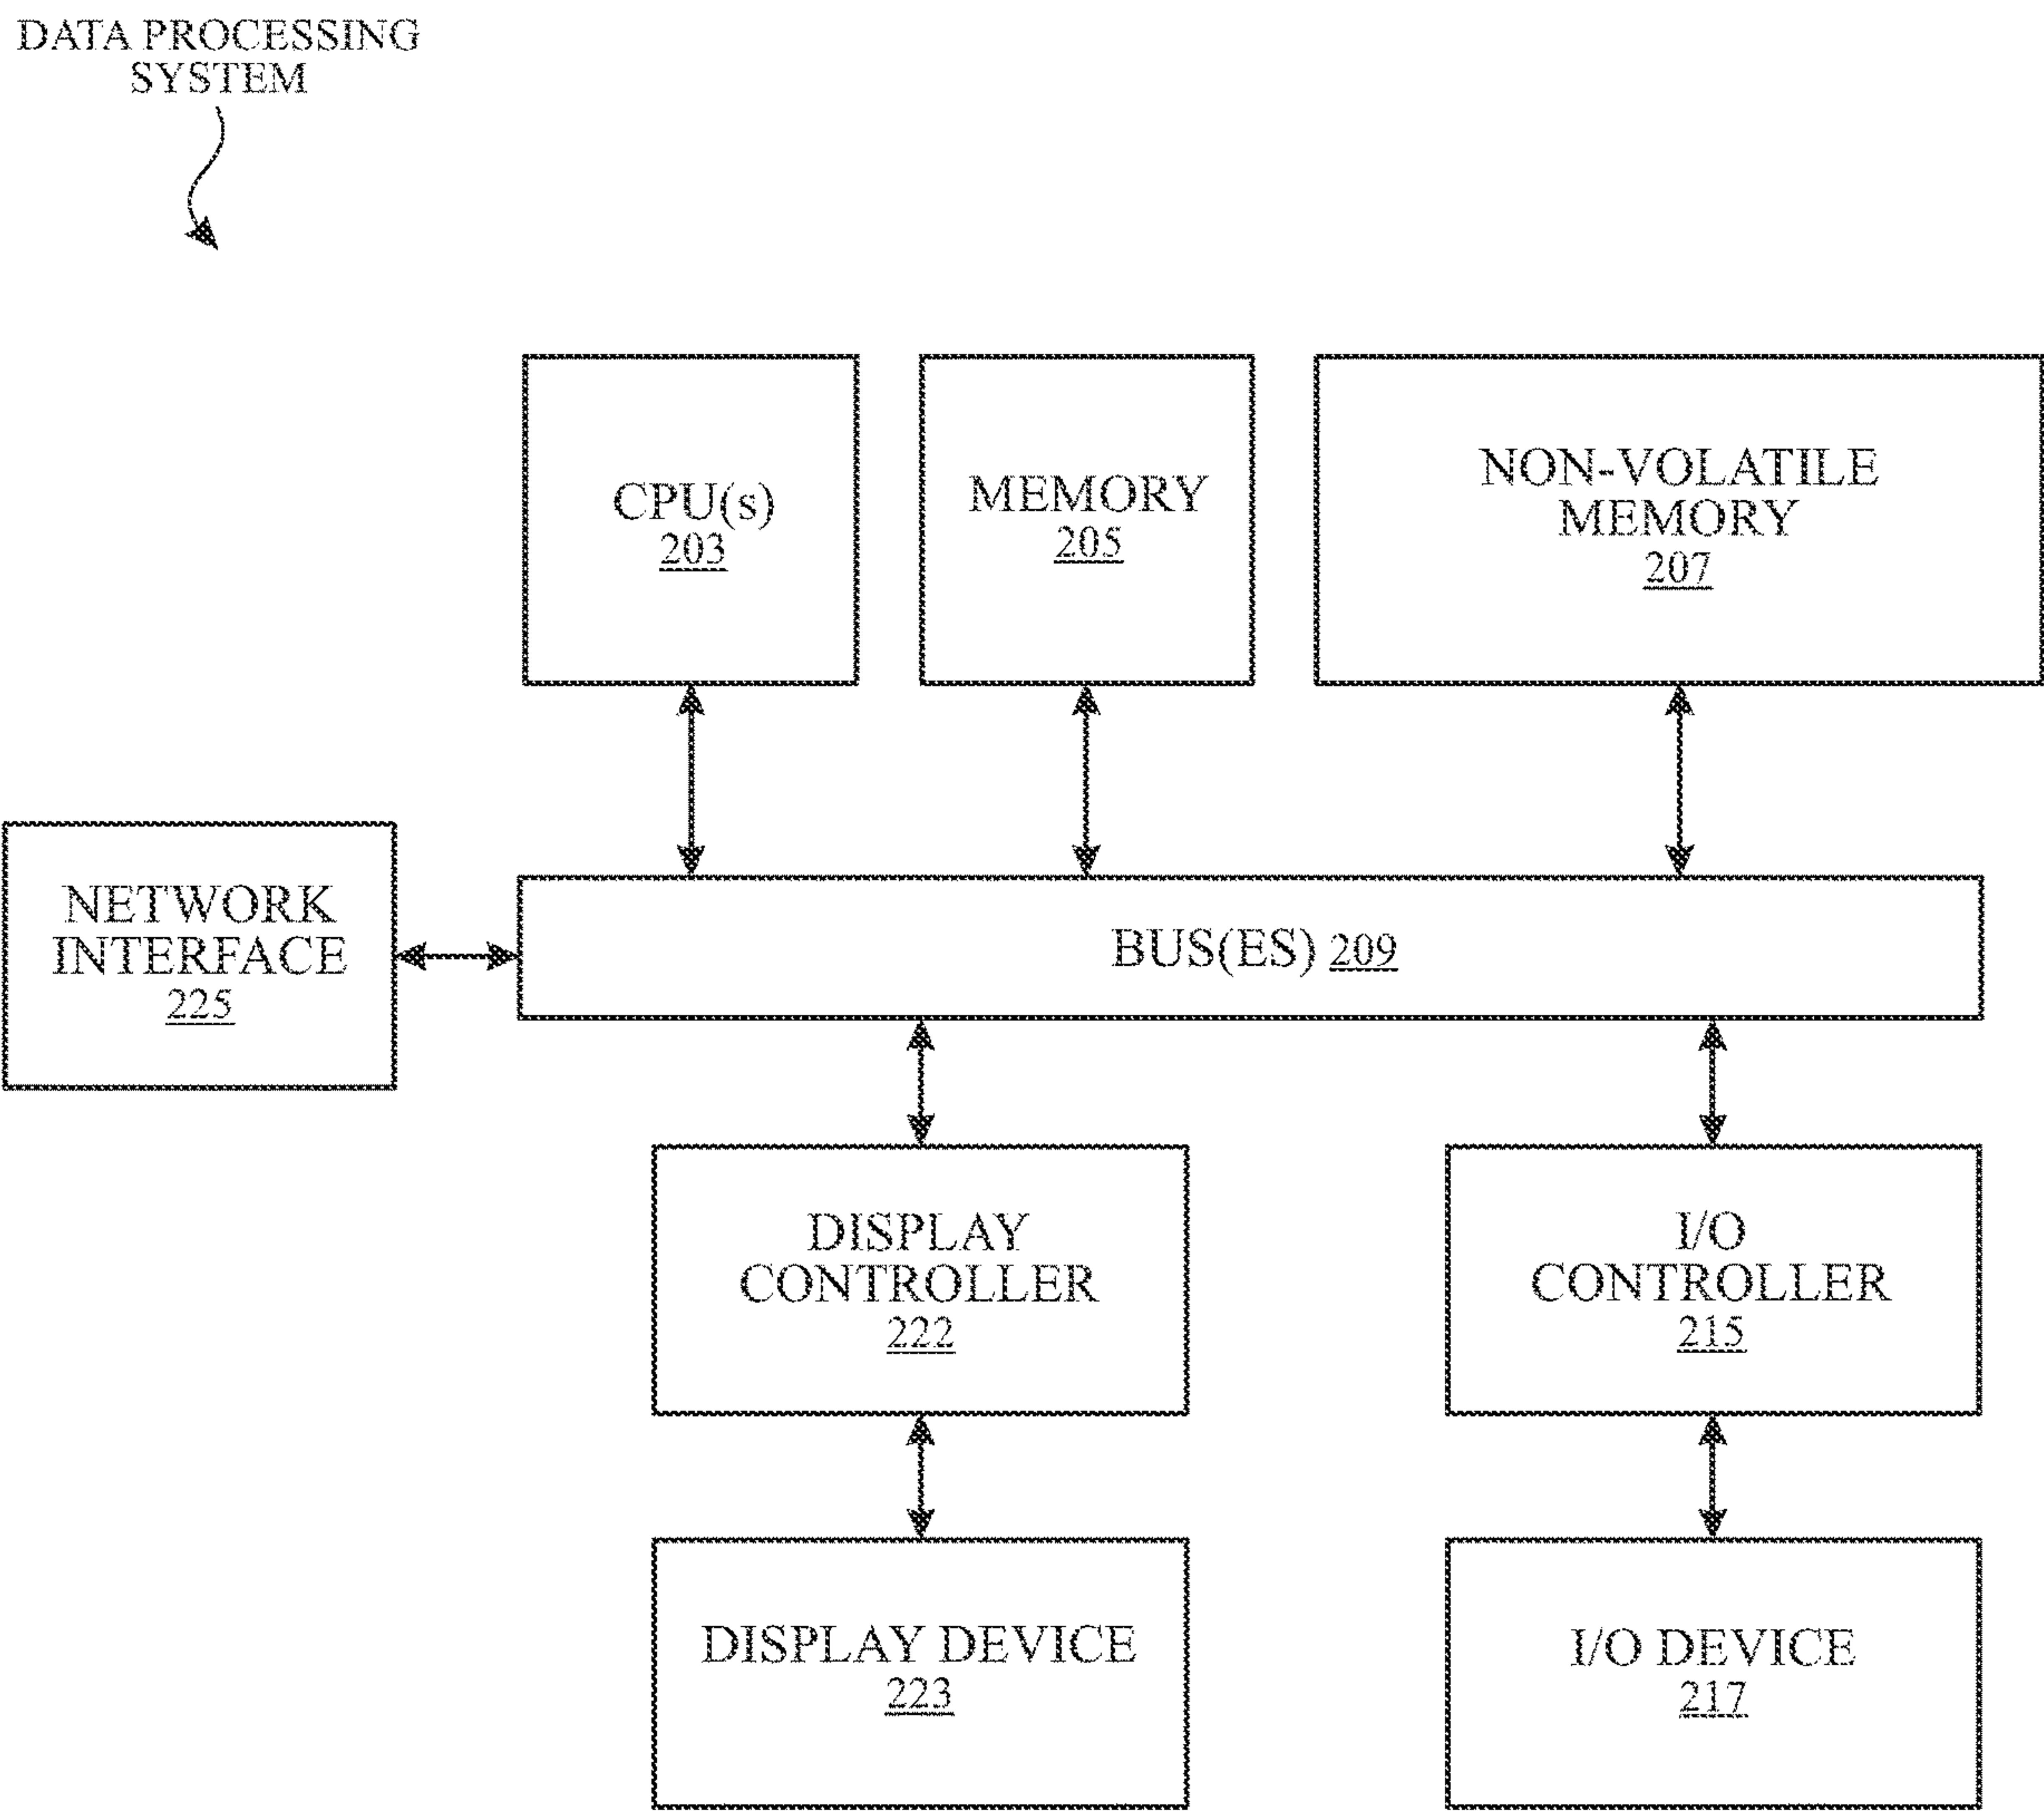 DATA PROCESSING
SYSTEM
CPU(s)
203
MEMORY
205
NON-VOLATILE
MEMORY
207
NETWORK
INTERFACE
225
BUS(ES) 209
DISPLAY
CONTROLLER
222
I/O
CONTROLLER
215
DISPLAY DEVICE
223
I/O DEVICE
217